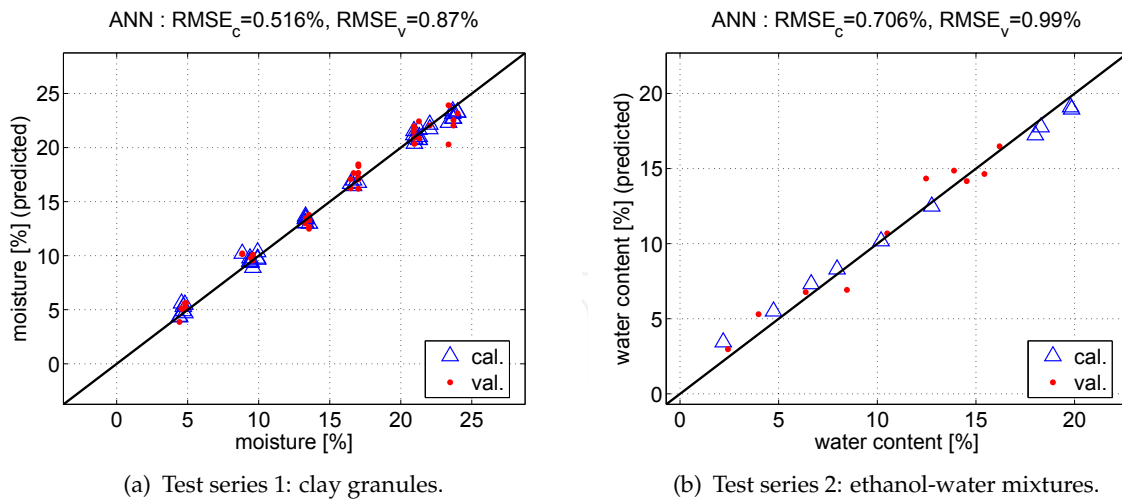 ANN : RMSE_c=0.516%, RMSE_v=0.87%
moisture [%] (predicted)
25
20
15
10
5
0
cal.
val.
0 5 10 15 20 25
moisture [%]
(a) Test series 1: clay granules.
ANN : RMSE_c=0.706%, RMSE_v=0.99%
water content [%] (predicted)
20
15
10
5
0
cal.
val.
0 5 10 15 20
water content [%]
(b) Test series 2: ethanol-water mixtures.